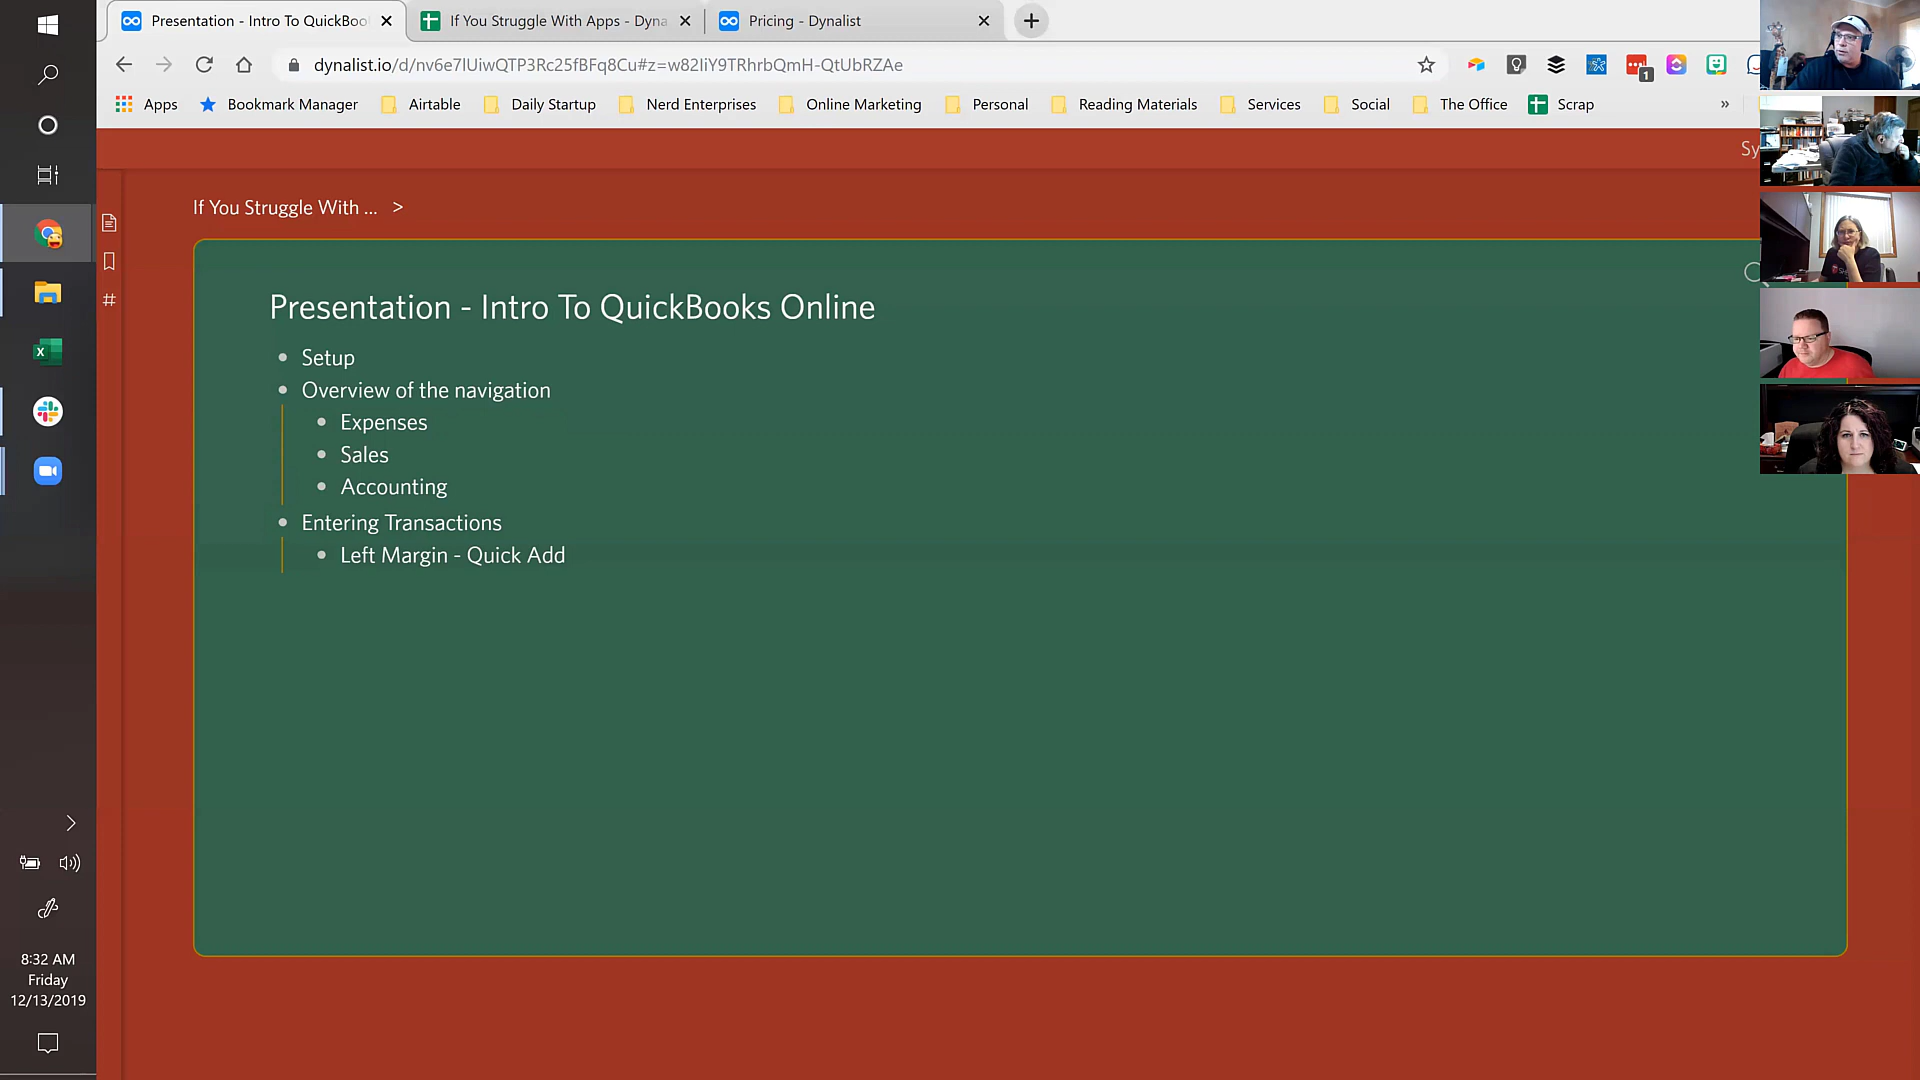 Presentation - Intro To QuickBoo
If You Struggle With Apps - Dyna
Pricing - Dynalist
dynalist.io/d/nv6e7lUiwQTP3Rc25fBFq8Cu#z=w82IiY9TRhrbQmH-QtUbRZAe
1
Apps
Bookmark Manager
Airtable
Daily Startup
Nerd Enterprises
Online Marketing
Personal
Reading Materials
Services
Social
The Office
Scrap
»
Sy
If You Struggle With ... >
Presentation - Intro To QuickBooks Online
• Setup
• Overview of the navigation
• Expenses
• Sales
• Accounting
• Entering Transactions
• Left Margin - Quick Add
8:32 AM
Friday
12/13/2019